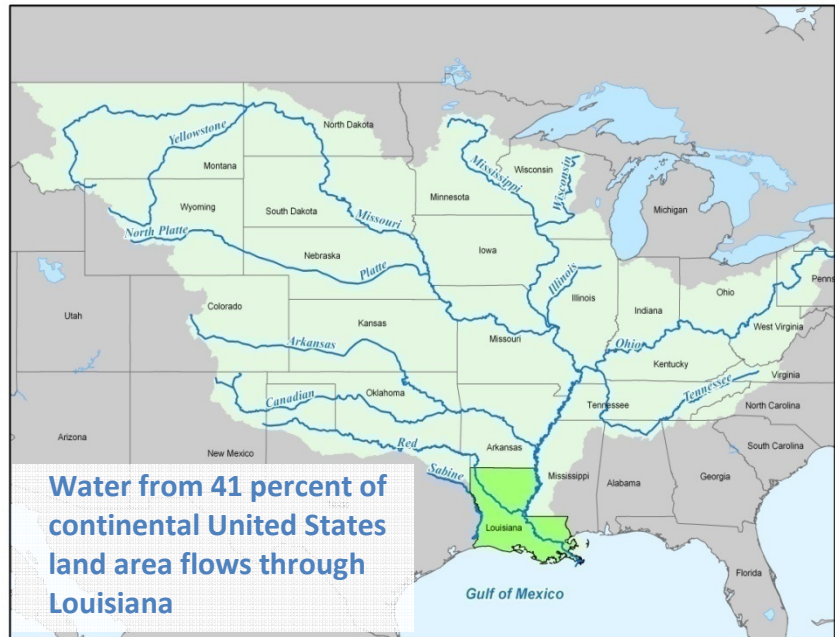 Yellowstone
North Dakota
Montana
Mississippi
Wisconsin
Wisconsin
Minnesota
Michigan
Wyoming
South Dakota
Missouri
North Platte
Iowa
Nebraska
Platte
Illinois
Illinois
Indiana
Ohio
Penns
Colorado
Utah
Kansas
West Virginia
Missouri
Ohio
Arkansas
Kentucky
Virginia
Tennessee
Canadian
Oklahoma
Tennessee
North Carolina
Arizona
Red
Arkansas
South Carolina
New Mexico
Sabine
Mississippi
Alabama
Georgia
Water from 41 percent of
continental United States
land area flows through
Louisiana
Louisiana
Florida
Gulf of Mexico